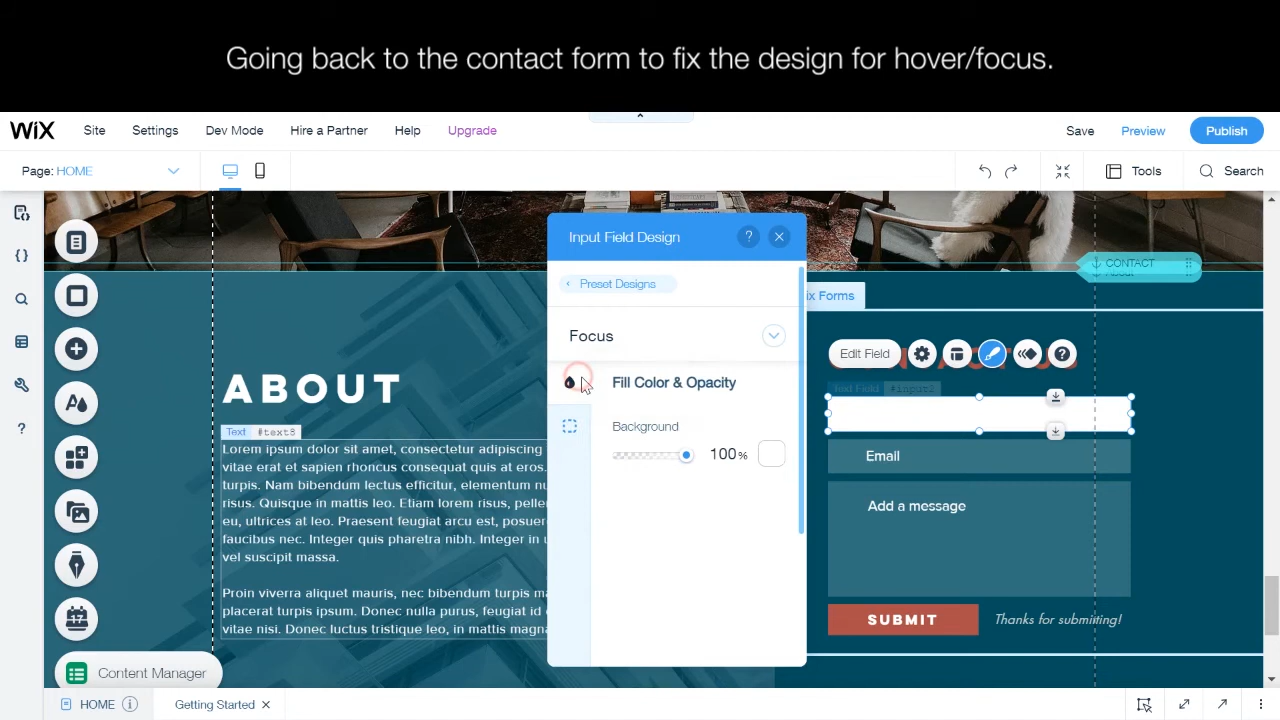 Going back to the contact form to fix the design for hover/focus.
WiX Site Settings Dev Mode Hire a Partner Help Upgrade Save Preview Publish
Page: HOME Tools Search
Input Field Design ?
CONTACT
About
‹ Preset Designs
ix Forms
Focus
Edit Field ?
Fill Color & Opacity
Text Field #input2
ABOUT
Background
100%
Text #text8
Lorem ipsum dolor sit amet, consectetur adipiscing
vitae erat et sapien rhoncus consequat quis at eros.
turpis. Nam bibendum lectus efficitur, elementum nu
risus. Quisque in mattis leo. Etiam lorem risus, pelle
eu, ultrices at leo. Praesent feugiat arcu est, posuer
faucibus nec. Integer quis pharetra nibh. Integer in u
vel suscipit massa.
Proin viverra aliquet mauris, nec bibendum turpis ma
placerat turpis ipsum. Donec nulla purus, feugiat id
vitae nisi. Donec luctus tristique leo, in mattis magna
Email
Add a message
SUBMIT Thanks for submitting!
17
Content Manager
HOME Getting Started